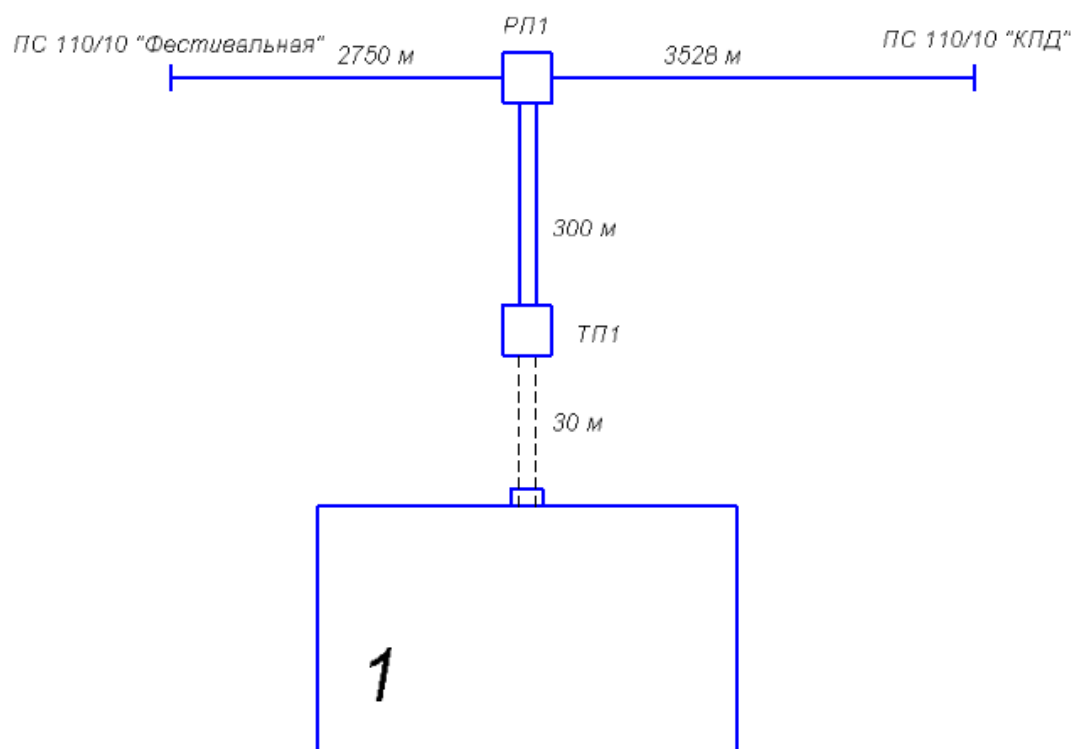 РП1
ПС 110/10 "Фестивальная"
ПС 110/10 "КПД"
2750 м
3528 м
300 м
ТП1
30 м
1